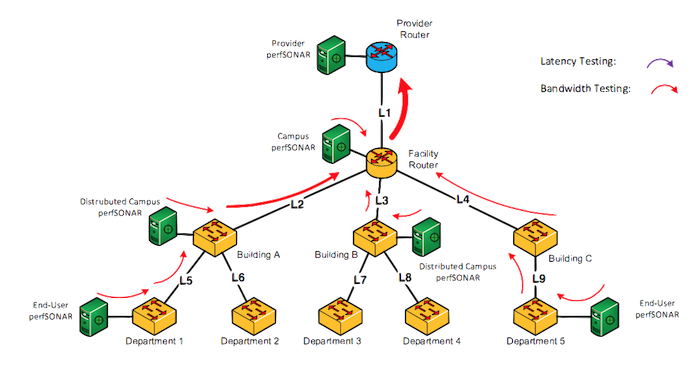 Provider
Router
Provider
perfSONAR
Latency Testing:
Bandwidth Testing:
L1
Campus
perfSONAR
Facility
Router
Distrubuted Campus
perfSONAR
L2
L3
L4
Building A
Building B
Building C
Distributed Campus
perfSONAR
L5
L6
L7
L8
L9
End-User
perfSONAR
End-User
perfSONAR
Department 1
Department 2
Department 3
Department 4
Department 5